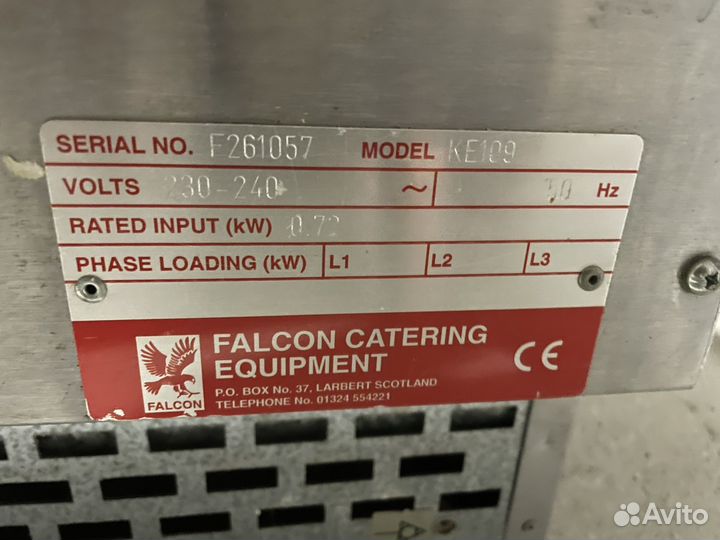 SERIAL NO. F261057 MODEL KE109
VOLTS 230-240 ~ 50 Hz
RATED INPUT (kW) 0.72
PHASE LOADING (kW) L1 L2 L3
FALCON CATERING
EQUIPMENT
P.O. BOX No. 37, LARBERT SCOTLAND
TELEPHONE No. 01324 554221
FALCON
CE
Avito